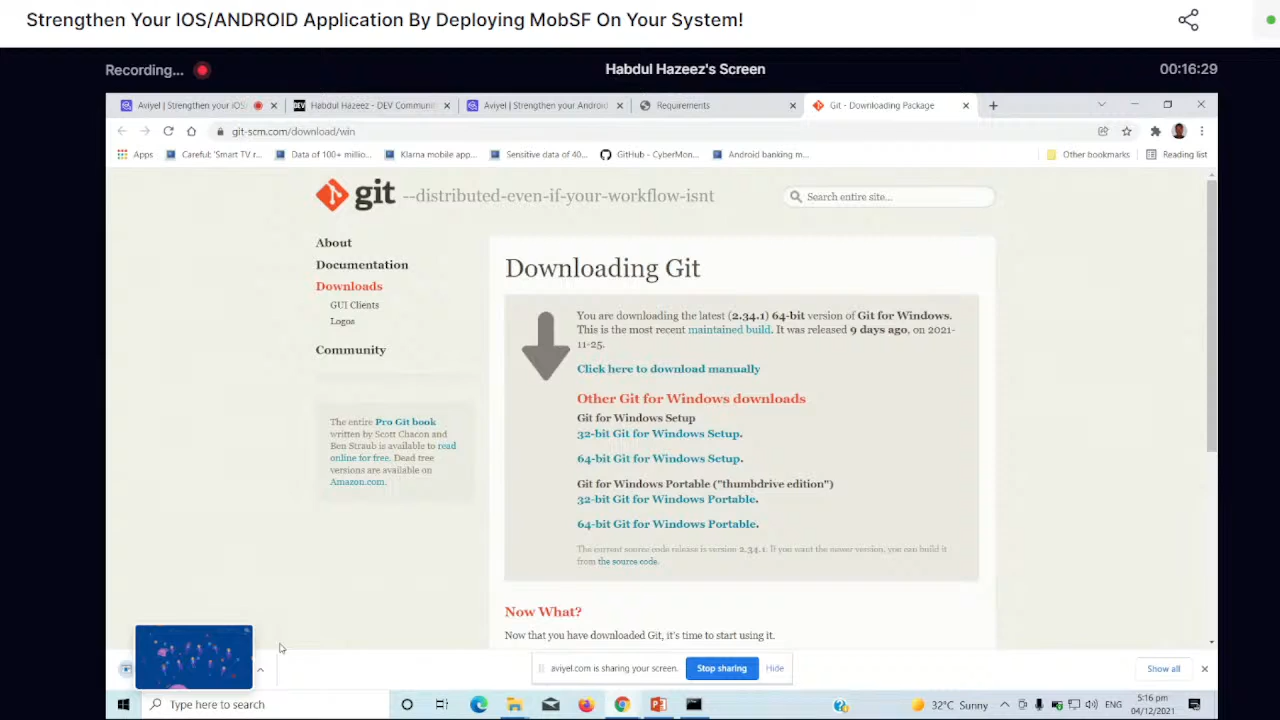 Strengthen Your IOS/ANDROID Application By Deploying MobSF On Your System!
Recording...
Habdul Hazeez's Screen
00:16:29
Aviyel | Strengthen your iOS/
Habdul Hazeez - DEV Commun
Aviyel | Strengthen your Android
Requirements
Git - Downloading Package
git-scm.com/download/win
Apps
Careful: 'Smart TV r...
Data of 100+ millio...
Klarna mobile app...
Sensitive data of 40...
GitHub - CyberMon...
Android banking m...
Other bookmarks
Reading list
git --distributed-even-if-your-workflow-isnt
Search entire site...
About
Documentation
Downloads
GUI Clients
Logos
Community
The entire Pro Git book
written by Scott Chacon and
Ben Straub is available to read
online for free. Dead tree
versions are available on
Amazon.com.
Downloading Git
You are downloading the latest (2.34.1) 64-bit version of Git for Windows.
This is the most recent maintained build. It was released 9 days ago, on 2021-
11-25.
Click here to download manually
Other Git for Windows downloads
Git for Windows Setup
32-bit Git for Windows Setup.
64-bit Git for Windows Setup.
Git for Windows Portable ("thumbdrive edition")
32-bit Git for Windows Portable.
64-bit Git for Windows Portable.
The current source code release is version 2.34.1. If you want the newer version, you can build it
from the source code.
Now What?
Now that you have downloaded Git, it's time to start using it.
aviyel.com is sharing your screen.
Stop sharing
Hide
Show all
Type here to search
32°C Sunny
ENG
5:16 pm
04/12/2021